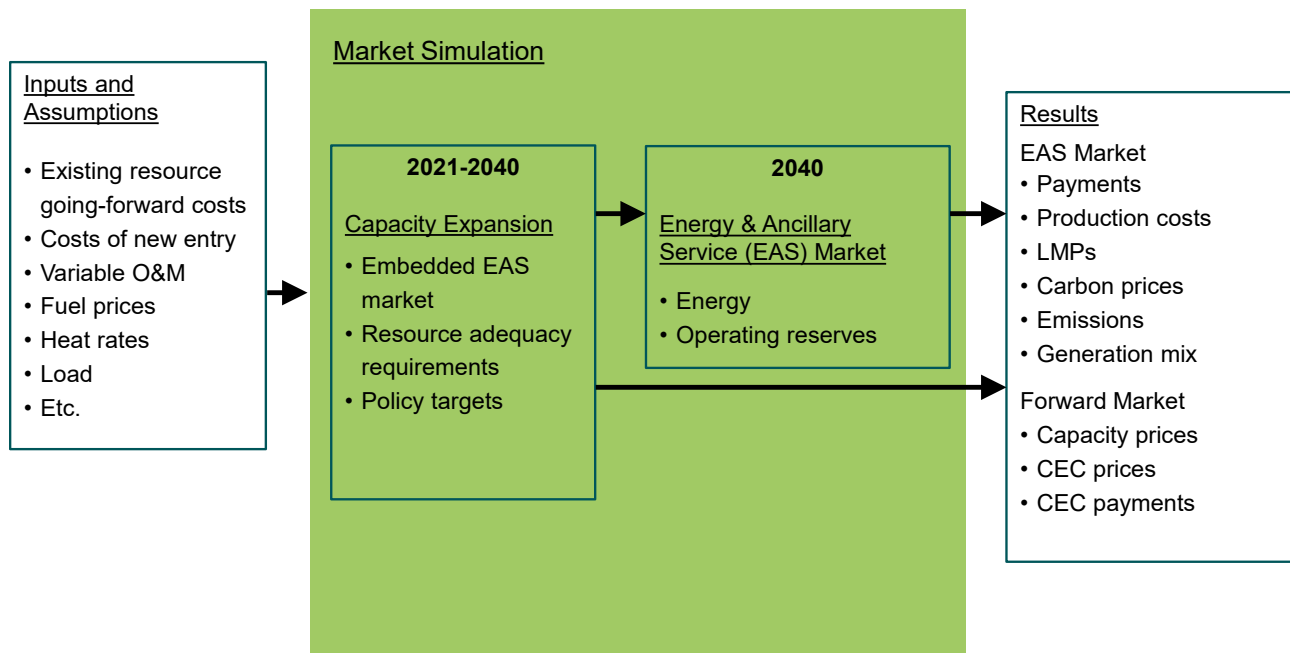 Market Simulation
Inputs and
Assumptions
• Existing resource
going-forward costs
• Costs of new entry
• Variable O&M
• Fuel prices
• Heat rates
• Load
• Etc.
2021-2040
Capacity Expansion
• Embedded EAS
market
• Resource adequacy
requirements
• Policy targets
2040
Energy & Ancillary
Service (EAS) Market
• Energy
• Operating reserves
Results
EAS Market
• Payments
• Production costs
• LMPs
• Carbon prices
• Emissions
• Generation mix
Forward Market
• Capacity prices
• CEC prices
• CEC payments